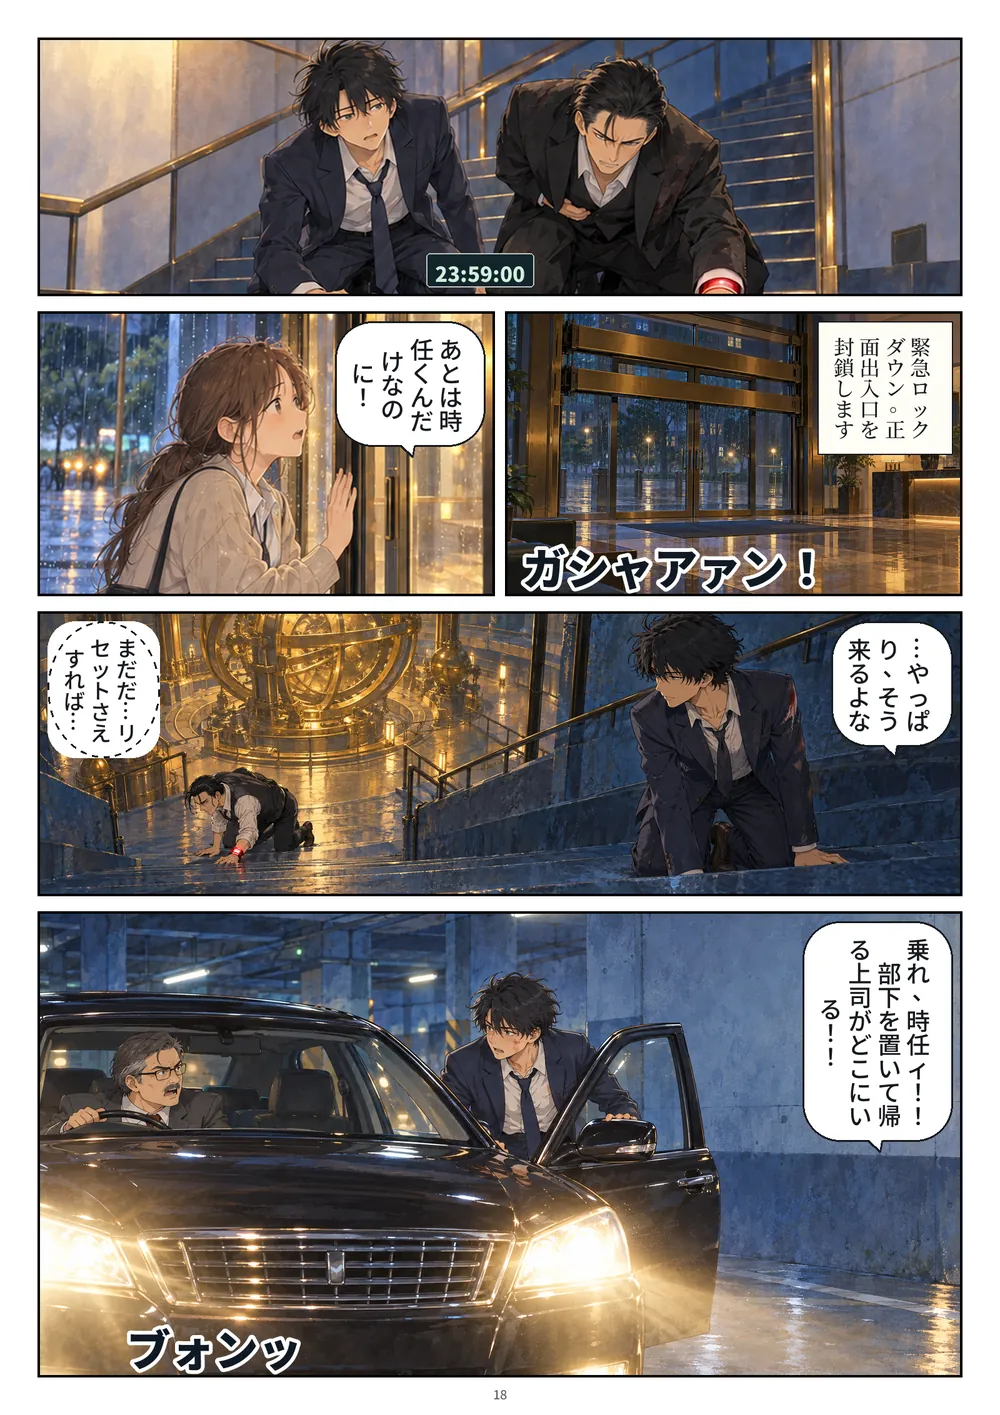 23:59:00
緊急ロック
ダウン。正
面出入口を
封鎖します
ガシャアァン！
あとは時
任くんだ
けなの
に！
…やっぱ
り、そう
来るよな
まだだ…リ
セットさえ
すれば…
乗れ、時任ィ！！
部下を置いて帰
る上司がどこにい
る！！
ブォンッ
18